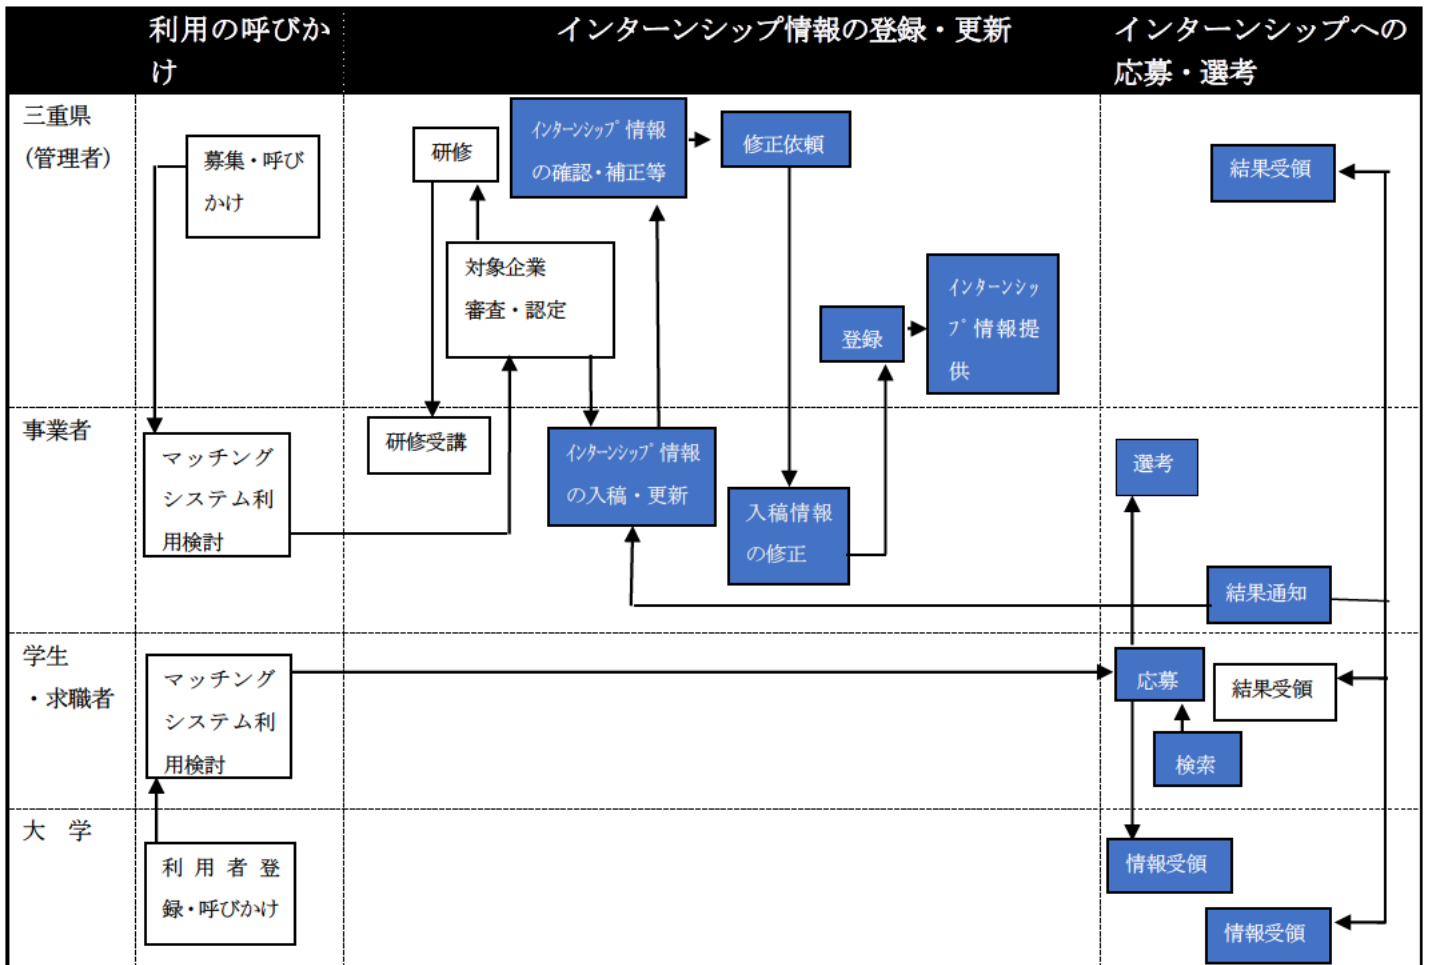 利用の呼びか
け
インターンシップ情報の登録・更新
インターンシップへの
応募・選考
三重県
(管理者)
募集・呼び
かけ
研修
ｲﾝﾀｰﾝｼｯﾌﾟ情報
の確認・補正等
修正依頼
結果受領
対象企業
審査・認定
登録
ｲﾝﾀｰﾝｼｯ
ﾌﾟ情報提
供
事業者
マッチング
システム利
用検討
研修受講
ｲﾝﾀｰﾝｼｯﾌﾟ情報
の入稿・更新
入稿情報
の修正
選考
結果通知
学生
・求職者
マッチング
システム利
用検討
応募
結果受領
検索
大　学
利用者登
録・呼びかけ
情報受領
情報受領